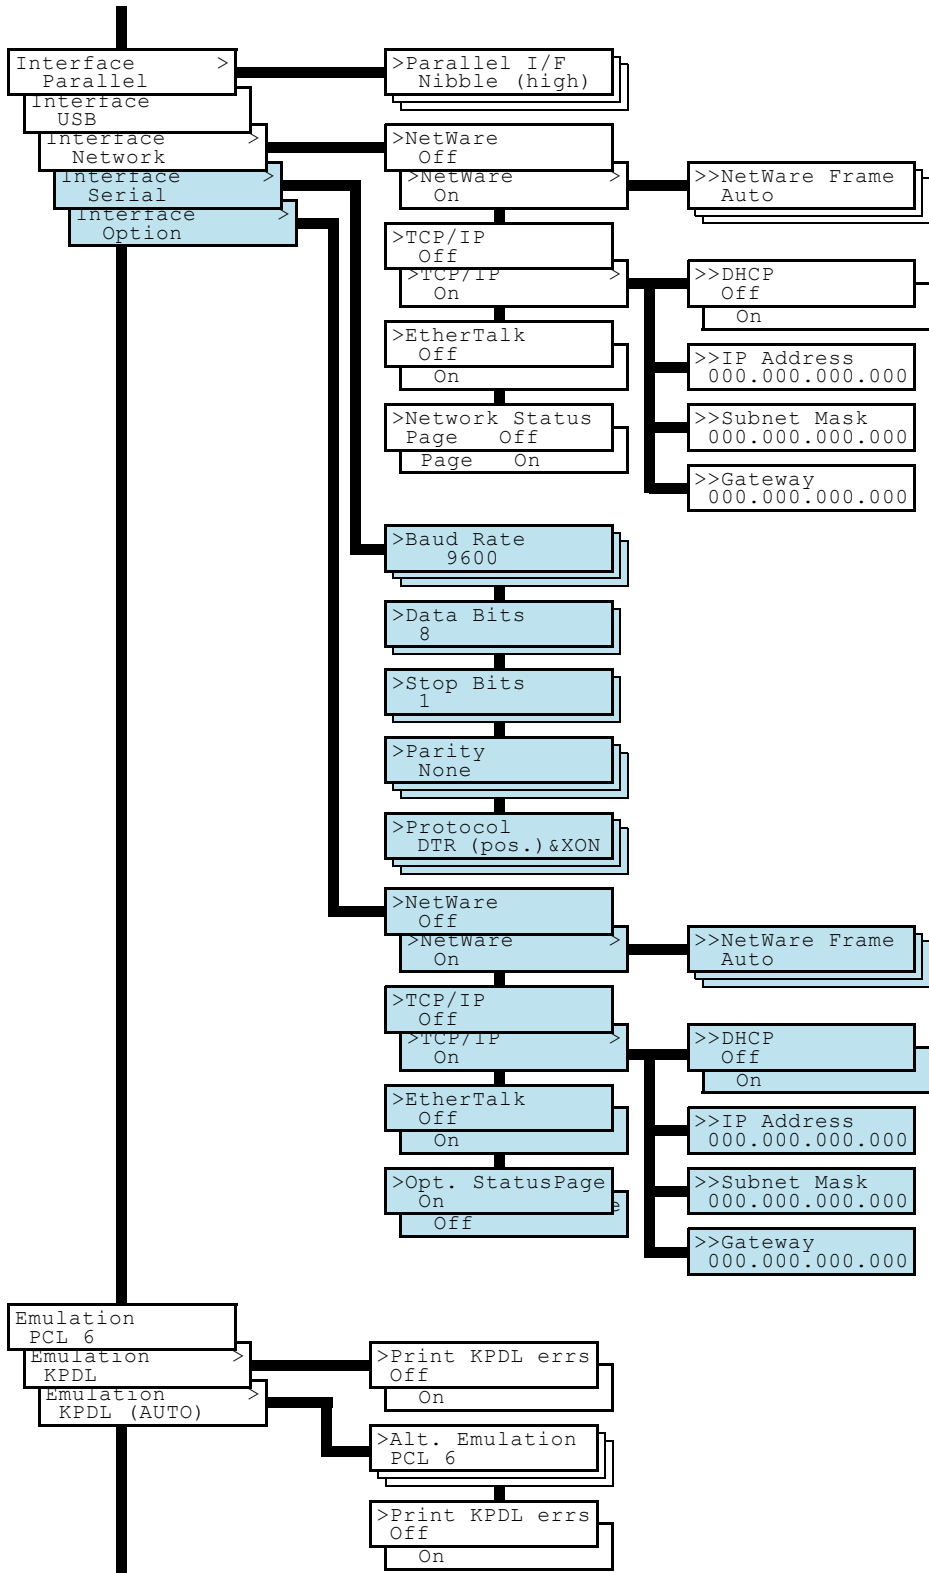 Interface >
Parallel
Interface
USB
Interface >
Network
Interface >
Serial
Interface >
Option
>Parallel I/F
Nibble (high)
>NetWare
Off
>NetWare >
On
>>NetWare Frame
Auto
>TCP/IP
Off
>TCP/IP >
On
>>DHCP
Off
On
>>IP Address
000.000.000.000
>>Subnet Mask
000.000.000.000
>>Gateway
000.000.000.000
>EtherTalk
Off
On
>Network Status
Page Off
Page On
>Baud Rate
9600
>Data Bits
8
>Stop Bits
1
>Parity
None
>Protocol
DTR (pos.)&XON
>NetWare
Off
>NetWare >
On
>>NetWare Frame
Auto
>TCP/IP
Off
>TCP/IP >
On
>>DHCP
Off
On
>>IP Address
000.000.000.000
>>Subnet Mask
000.000.000.000
>>Gateway
000.000.000.000
>EtherTalk
Off
On
>Opt. StatusPage
On
Off
Emulation
PCL 6
Emulation >
KPDL
Emulation >
KPDL (AUTO)
>Print KPDL errs
Off
On
>Alt. Emulation
PCL 6
>Print KPDL errs
Off
On